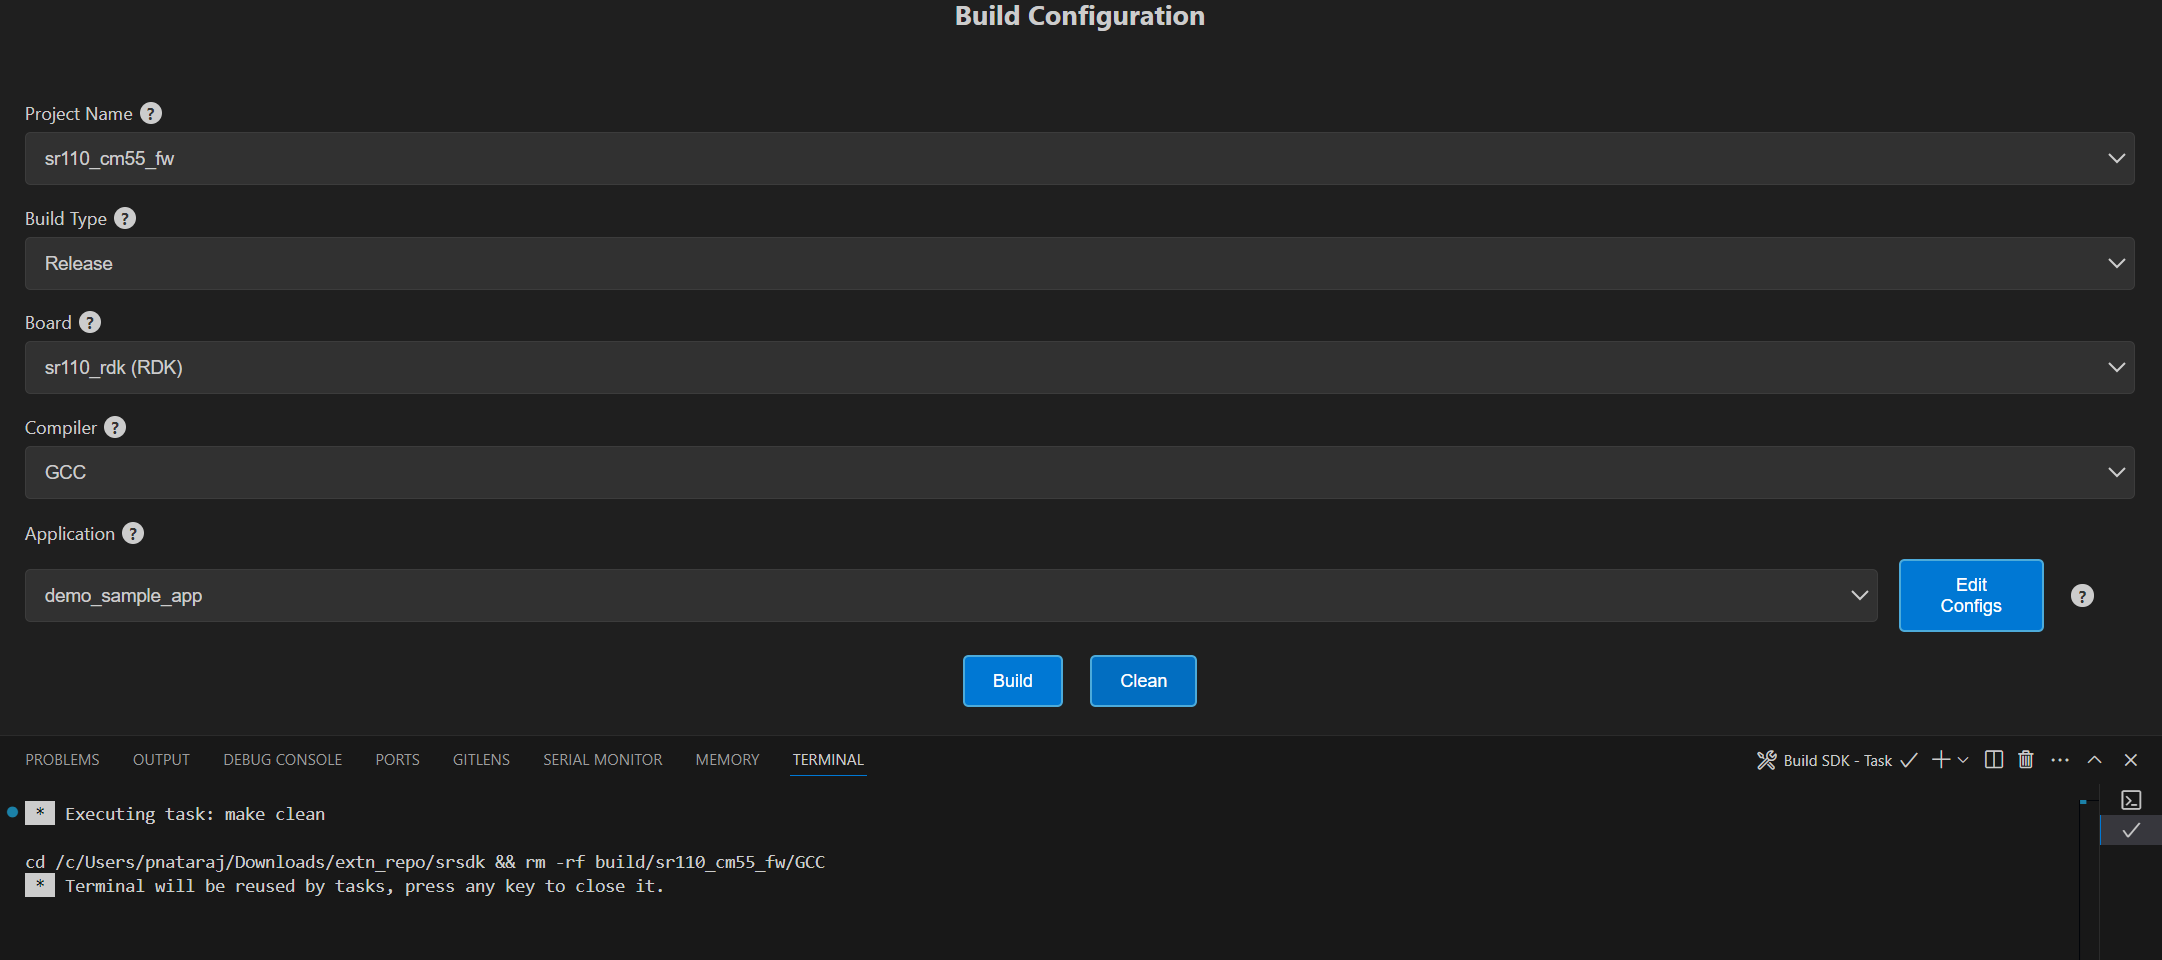 Build Configuration
Project Name ?
sr110_cm55_fw
Build Type ?
Release
Board ?
sr110_rdk (RDK)
Compiler ?
GCC
Application ?
demo_sample_app
Edit
Configs
?
Build Clean
PROBLEMS OUTPUT DEBUG CONSOLE PORTS GITLENS SERIAL MONITOR MEMORY TERMINAL
Build SDK - Task
* Executing task: make clean
cd /c/Users/pnataraj/Downloads/extn_repo/srsdk && rm -rf build/sr110_cm55_fw/GCC
* Terminal will be reused by tasks, press any key to close it.